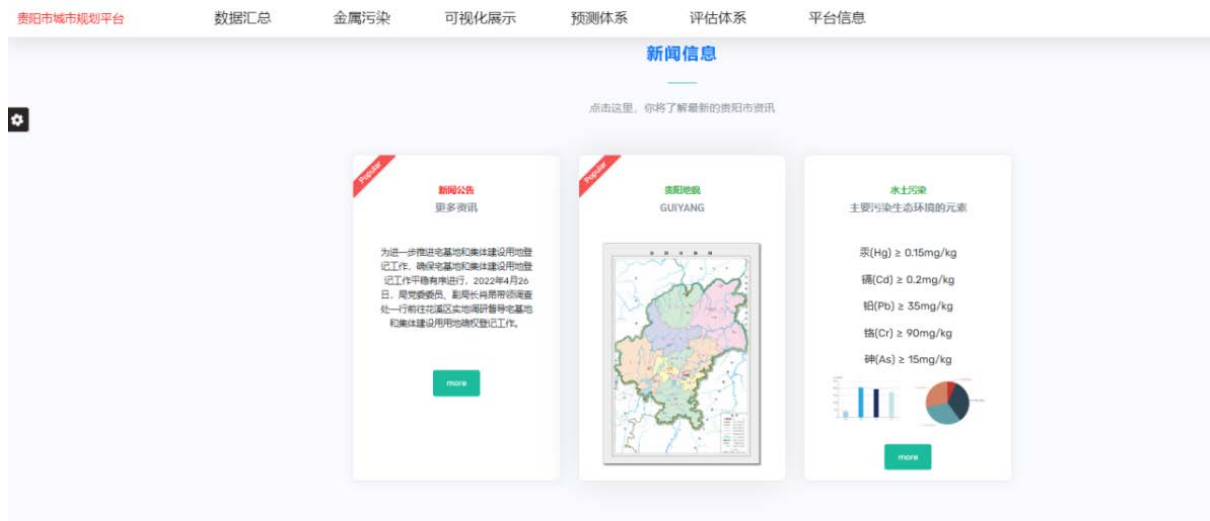 贵阳市城市规划平台 数据汇总 金属污染 可视化展示 预测体系 评估体系 平台信息
新闻信息
点击这里，你将了解最新的贵阳市资讯
Popular
新闻公告
更多资讯
为进一步推进宅基地和集体建设用地登
记工作，确保宅基地和集体建设用地登
记工作平稳有序进行，2022年4月26
日，局党委委员、副局长肖昂带领调查
处一行前往花溪区实地调研督导宅基地
和集体建设用用地确权登记工作。
more
Popular
贵阳地貌
GUIYANG
水土污染
主要污染生态环境的元素
汞(Hg) ≥ 0.15mg/kg
镉(Cd) ≥ 0.2mg/kg
铅(Pb) ≥ 35mg/kg
铬(Cr) ≥ 90mg/kg
砷(As) ≥ 15mg/kg
more